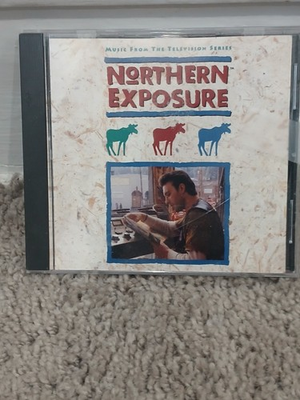 MUSIC FROM THE TELEVISION SERIES
NORTHERN
EXPOSURE